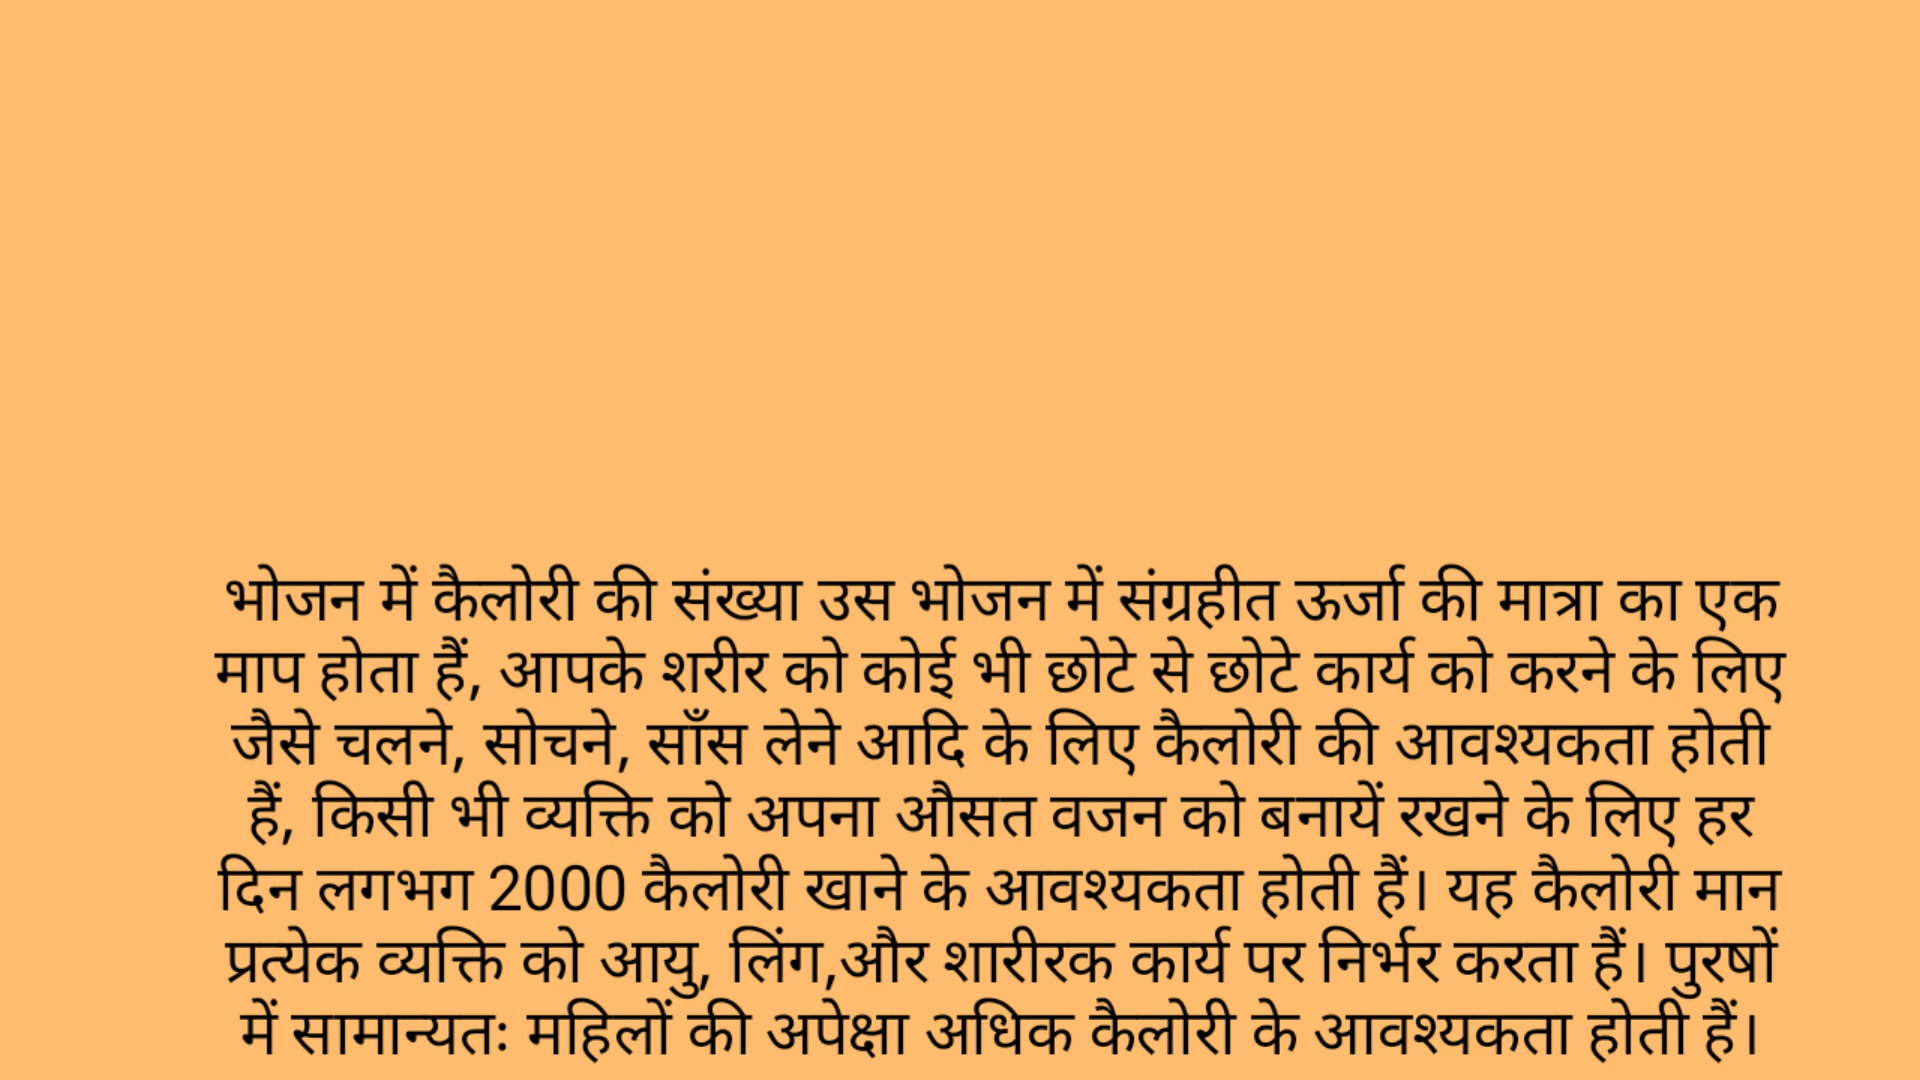 भोजन में कैलोरी की संख्या उस भोजन में संग्रहीत ऊर्जा की मात्रा का एक
माप होता हैं, आपके शरीर को कोई भी छोटे से छोटे कार्य को करने के लिए
जैसे चलने, सोचने, साँस लेने आदि के लिए कैलोरी की आवश्यकता होती
हैं, किसी भी व्यक्ति को अपना औसत वजन को बनायें रखने के लिए हर
दिन लगभग 2000 कैलोरी खाने के आवश्यकता होती हैं। यह कैलोरी मान
प्रत्येक व्यक्ति को आयु, लिंग,और शारीरक कार्य पर निर्भर करता हैं। पुरषों
में सामान्यतः महिलों की अपेक्षा अधिक कैलोरी के आवश्यकता होती हैं।